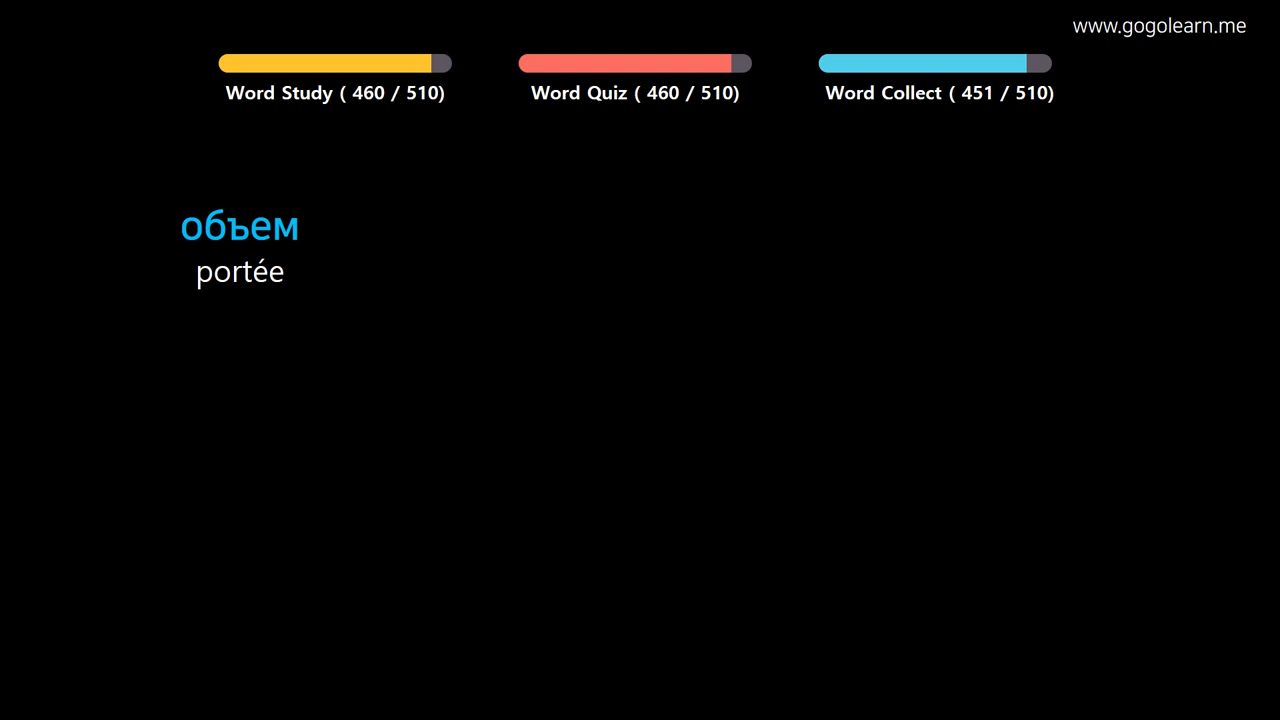 www.gogolearn.me
Word Study ( 460 / 510)
Word Quiz ( 460 / 510)
Word Collect ( 451 / 510)
объем
portée